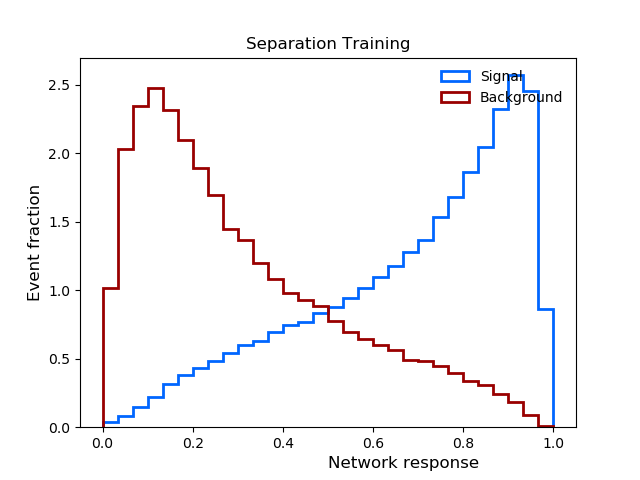 Separation Training
Signal
Background
Event fraction
2.5
2.0
1.5
1.0
0.5
0.0
0.0 0.2 0.4 0.6 0.8 1.0
Network response